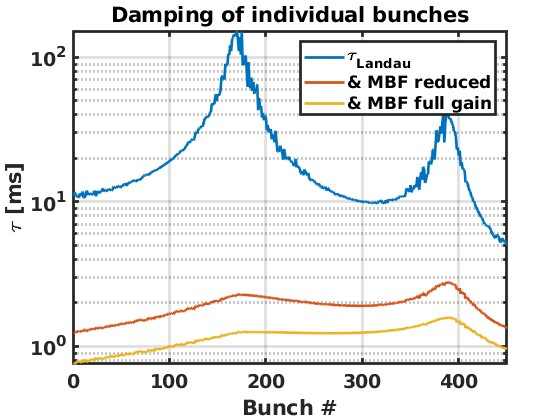 Damping of individual bunches
τ [ms]
10²
10¹
10⁰
τ_Landau
& MBF reduced
& MBF full gain
0 100 200 300 400
Bunch #